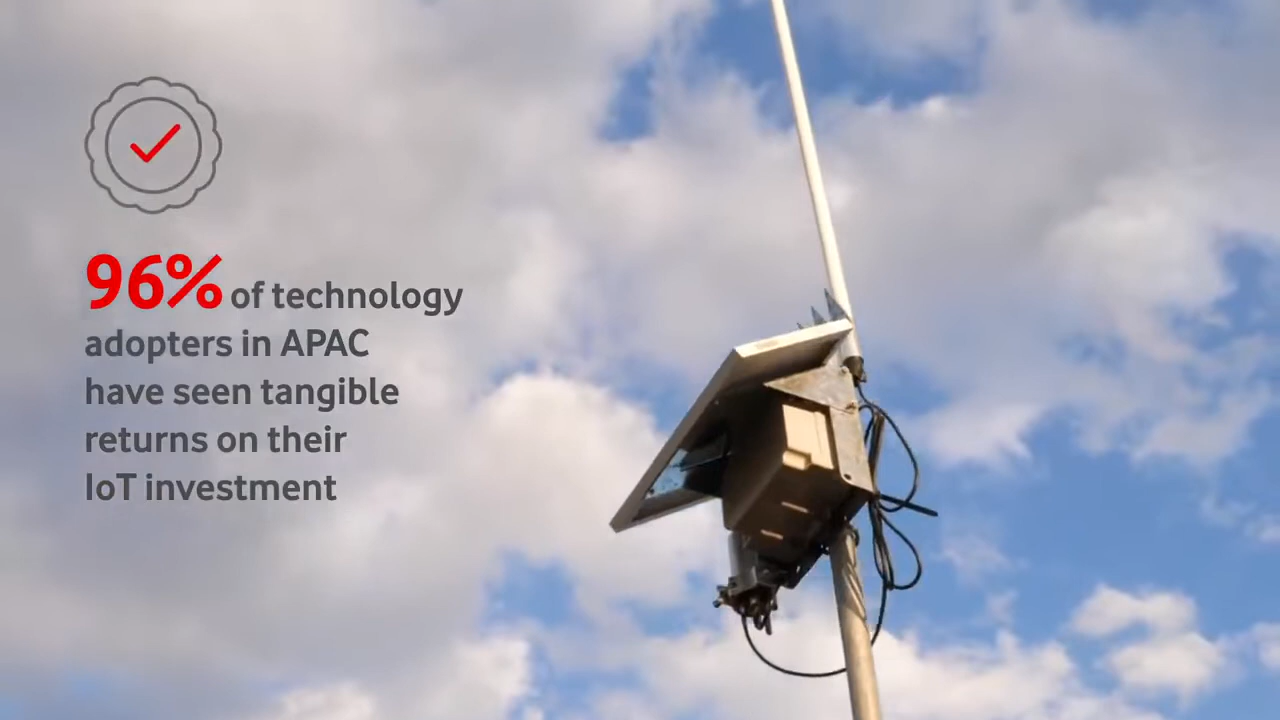 96% of technology
adopters in APAC
have seen tangible
returns on their
IoT investment